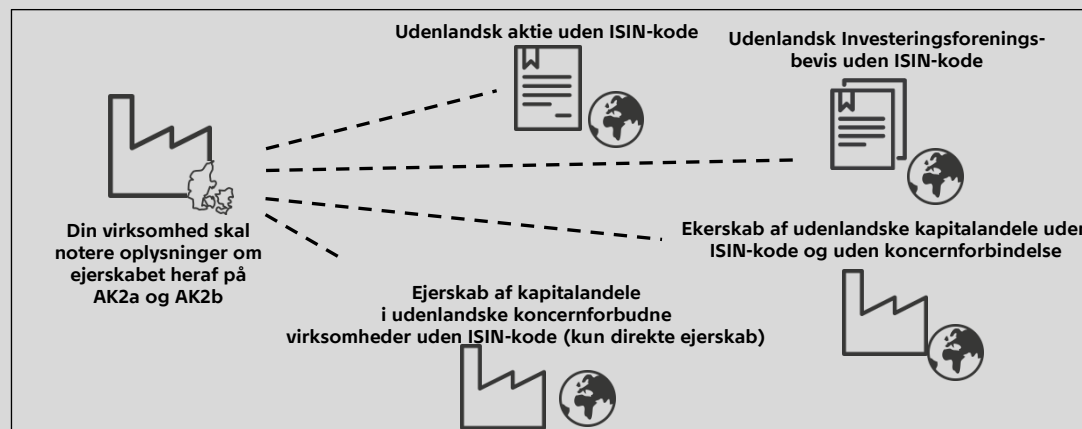 Udenlandsk aktie uden ISIN-kode
Udenlandsk Investeringsforenings-
bevis uden ISIN-kode
Din virksomhed skal
notere oplysninger om
ejerskabet heraf på
AK2a og AK2b
Ekerskab af udenlandske kapitalandele uden
ISIN-kode og uden koncernforbindelse
Ejerskab af kapitalandele
i udenlandske koncernforbudne
virksomheder uden ISIN-kode (kun direkte ejerskab)